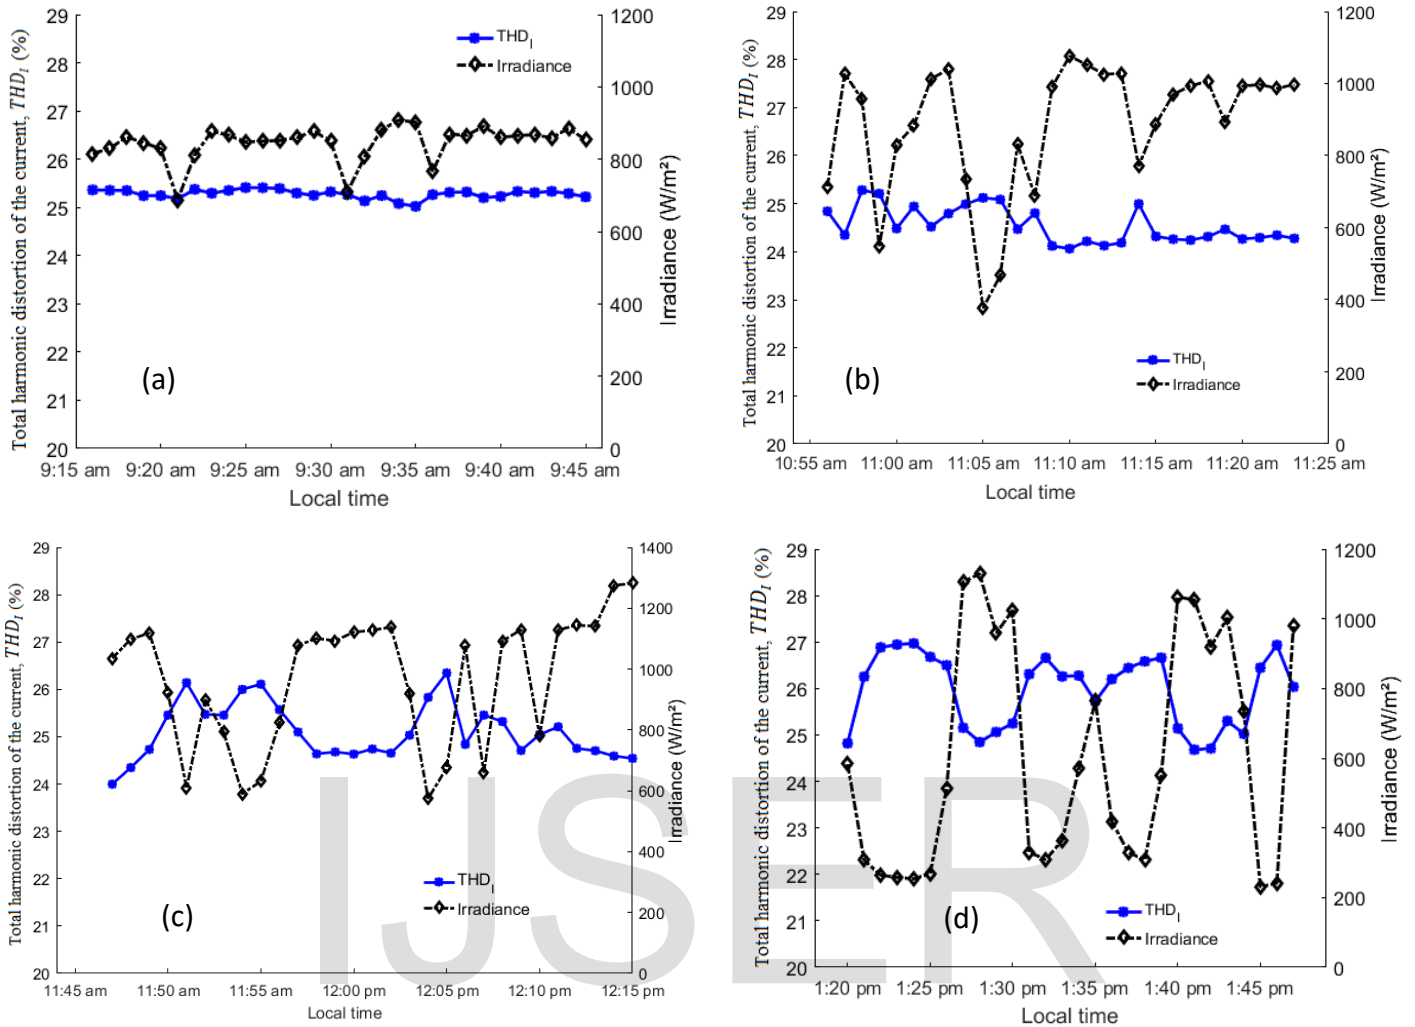 Total harmonic distortion of the current, THD_I (%)
29
28
27
26
25
24
23
22
21
20
1200
1000
800
600
400
200
0
Irradiance (W/m²)
THD_I
Irradiance
(a)
9:15 am 9:20 am 9:25 am 9:30 am 9:35 am 9:40 am 9:45 am
Local time
Total harmonic distortion of the current, THD_I (%)
29
28
27
26
25
24
23
22
21
20
1200
1000
800
600
400
200
0
Irradiance (W/m²)
THD_I
Irradiance
(b)
10:55 am 11:00 am 11:05 am 11:10 am 11:15 am 11:20 am 11:25 am
Local time
Total harmonic distortion of the current, THD_I (%)
29
28
27
26
25
24
23
22
21
20
1400
1200
1000
800
600
400
200
0
Irradiance (W/m²)
THD_I
Irradiance
(c)
11:45 am 11:50 am 11:55 am 12:00 pm 12:05 pm 12:10 pm 12:15 pm
Local time
Total harmonic distortion of the current, THD_I (%)
29
28
27
26
25
24
23
22
21
20
1200
1000
800
600
400
200
0
Irradiance (W/m²)
THD_I
Irradiance
(d)
1:20 pm 1:25 pm 1:30 pm 1:35 pm 1:40 pm 1:45 pm
Local time
IJSER